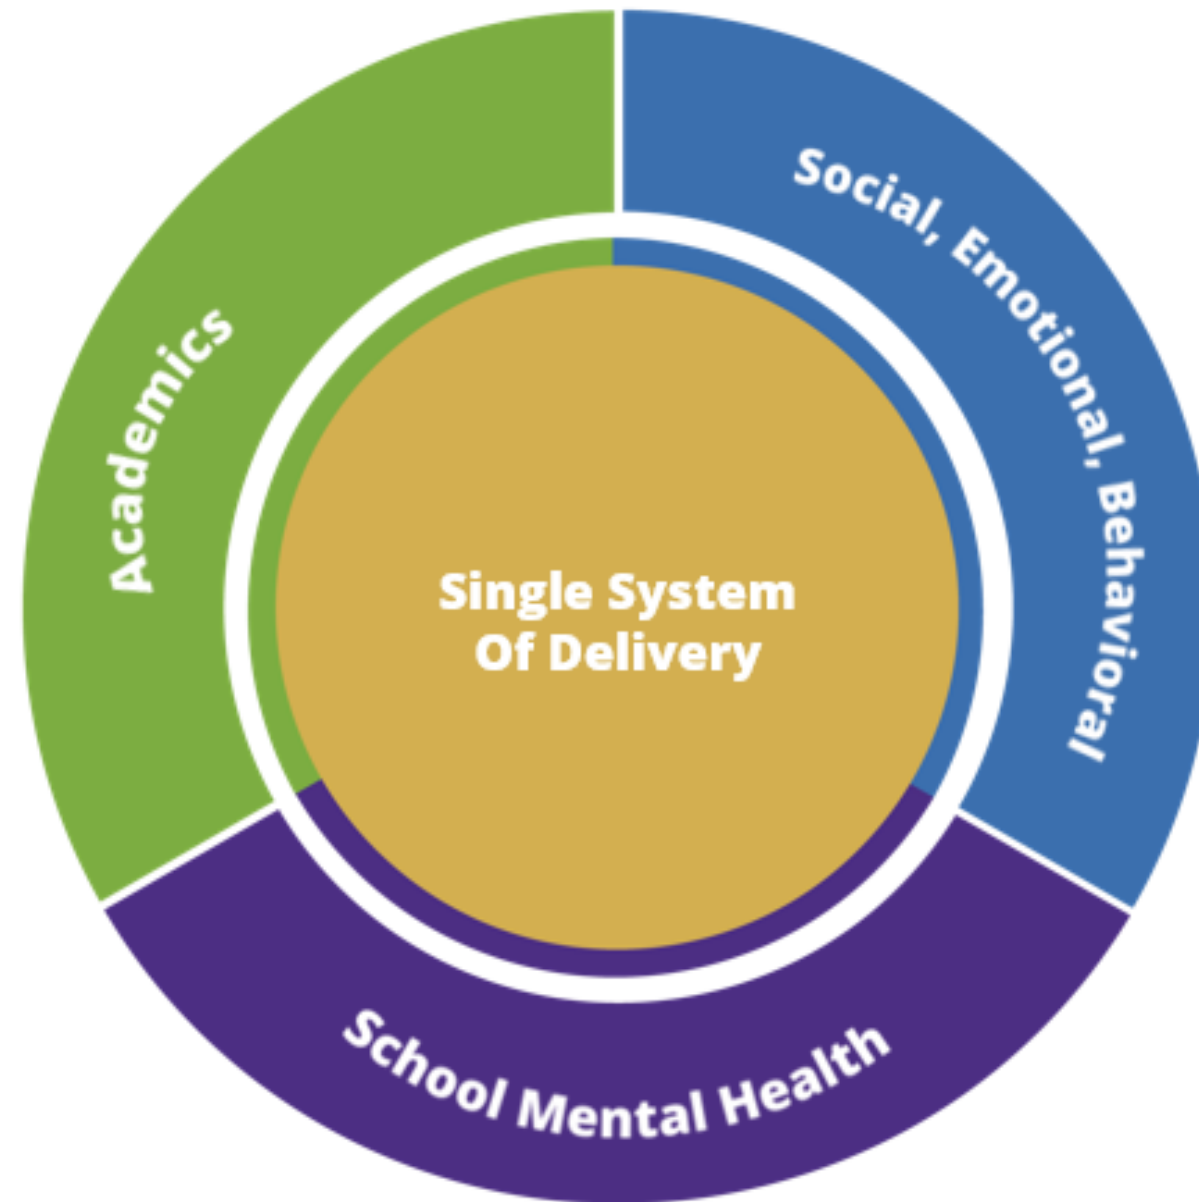 Academics
Social, Emotional, Behavioral
Single System
Of Delivery
School Mental Health